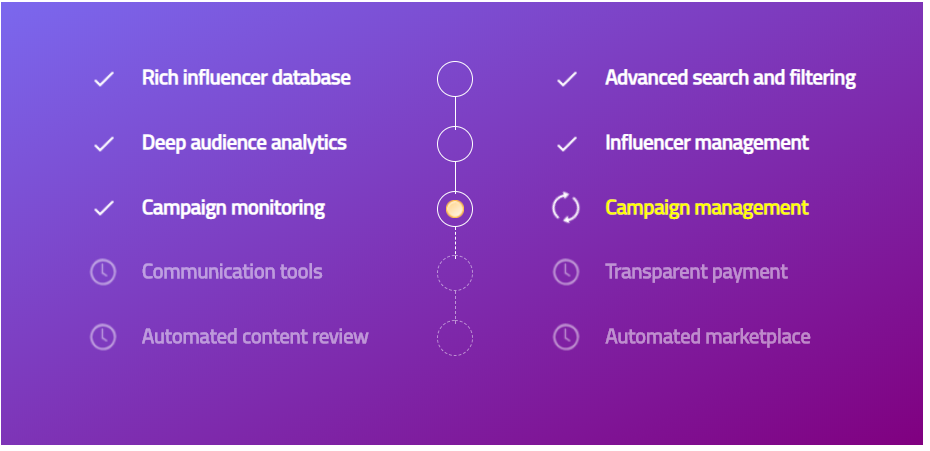 Rich influencer database
Advanced search and filtering
Deep audience analytics
Influencer management
Campaign monitoring
Campaign management
Communication tools
Transparent payment
Automated content review
Automated marketplace